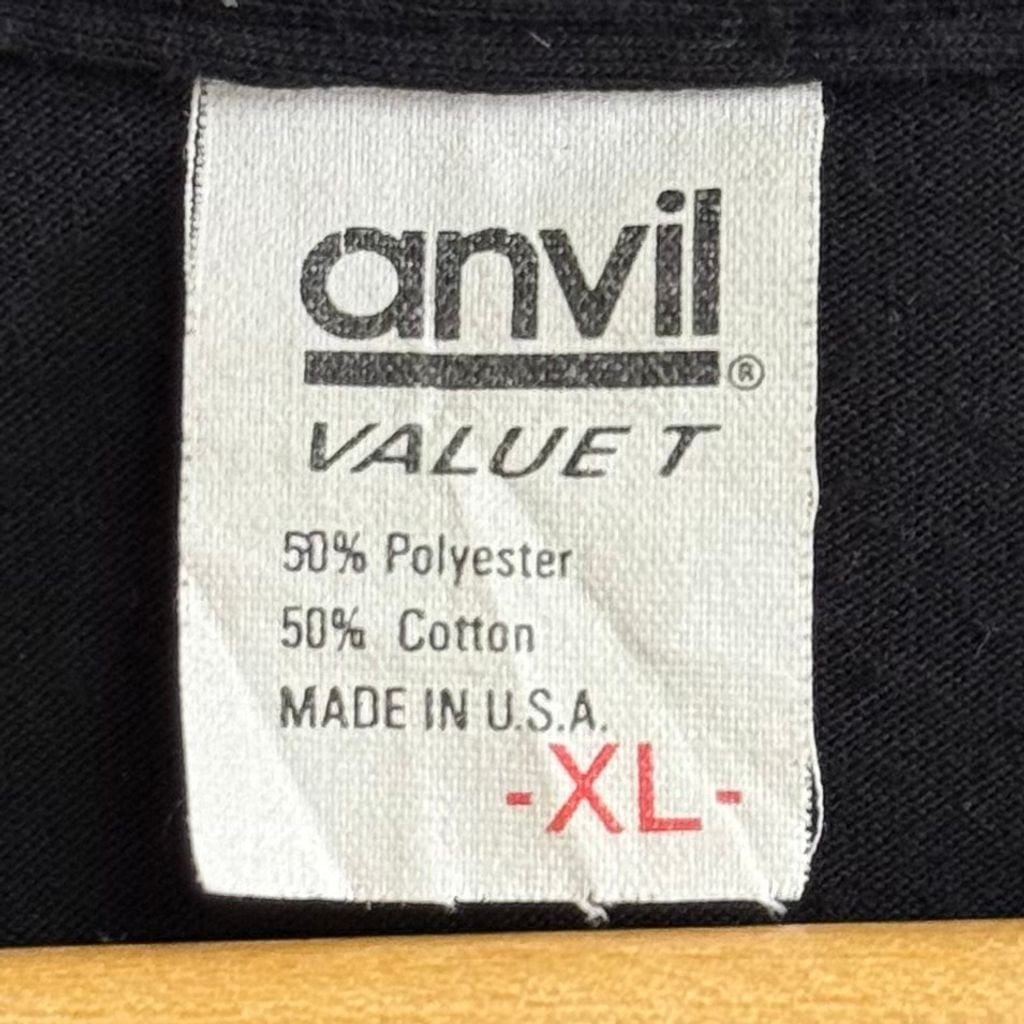 anvil®
VALUE T
50% Polyester
50% Cotton
MADE IN U.S.A.
-XL-